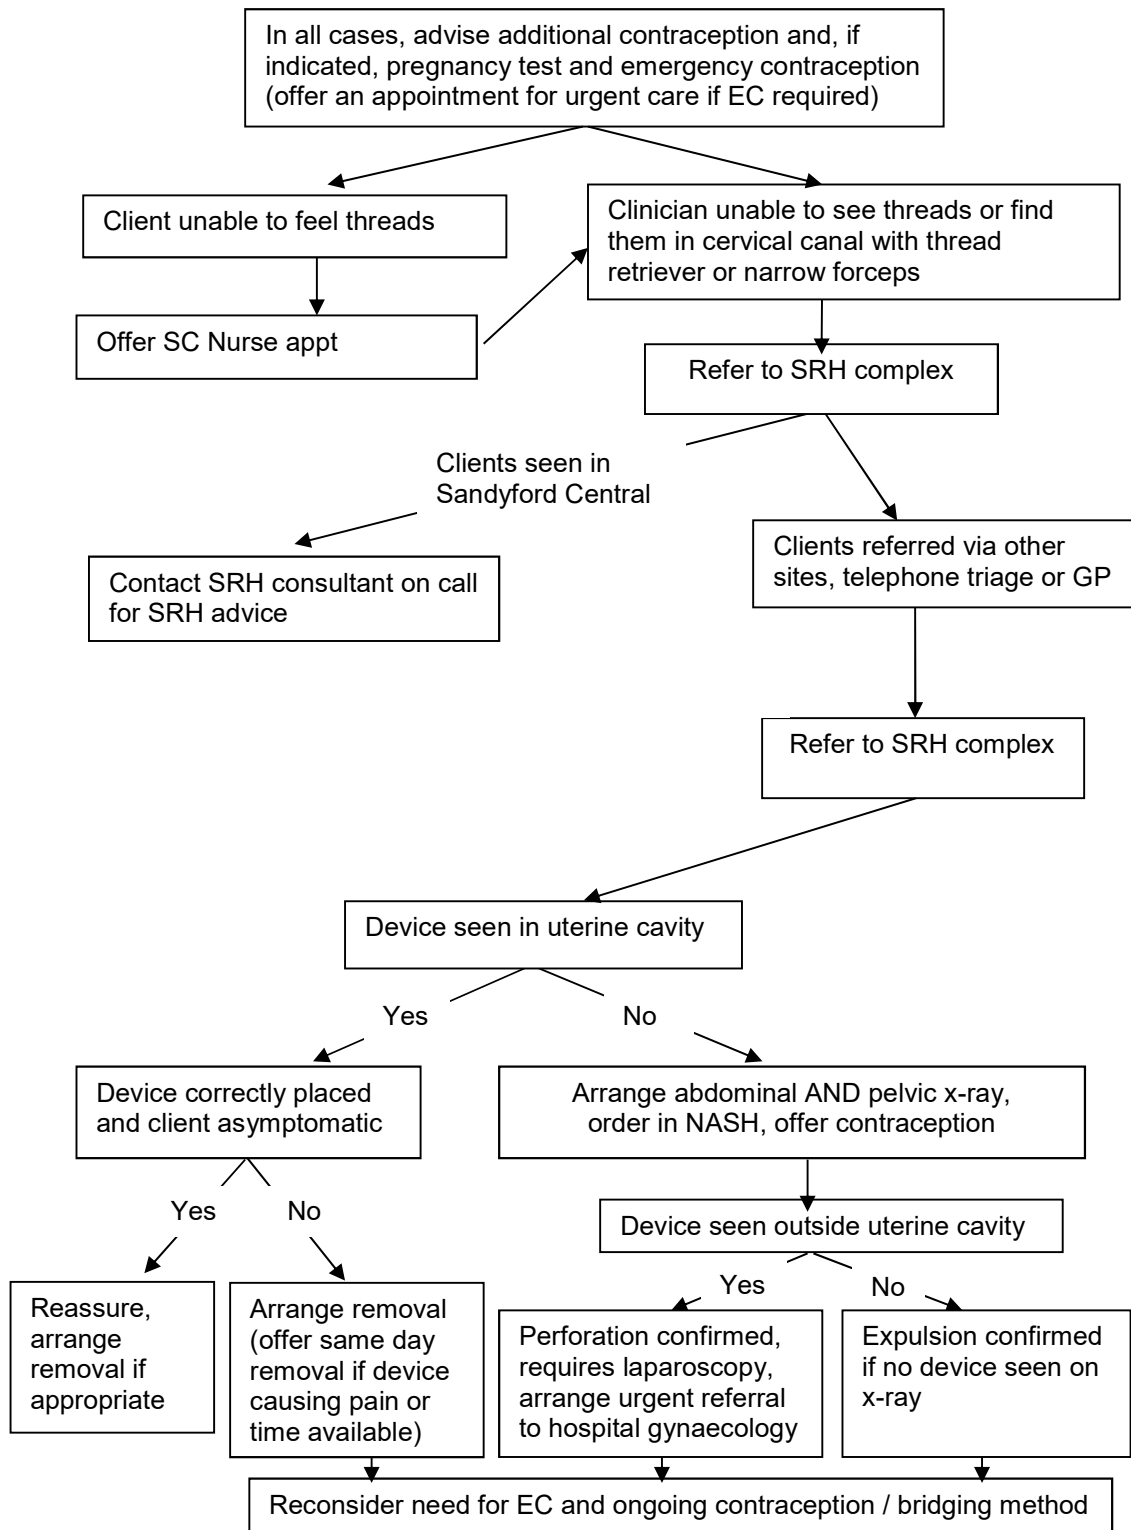 In all cases, advise additional contraception and, if
indicated, pregnancy test and emergency contraception
(offer an appointment for urgent care if EC required)
Client unable to feel threads
Clinician unable to see threads or find
them in cervical canal with thread
retriever or narrow forceps
Offer SC Nurse appt
Refer to SRH complex
Clients seen in
Sandyford Central
Contact SRH consultant on call
for SRH advice
Clients referred via other
sites, telephone triage or GP
Refer to SRH complex
Device seen in uterine cavity
Yes
No
Device correctly placed
and client asymptomatic
Arrange abdominal AND pelvic x-ray,
order in NASH, offer contraception
Yes
No
Device seen outside uterine cavity
Yes
No
Reassure,
arrange
removal if
appropriate
Arrange removal
(offer same day
removal if device
causing pain or
time available)
Perforation confirmed,
requires laparoscopy,
arrange urgent referral
to hospital gynaecology
Expulsion confirmed
if no device seen on
x-ray
Reconsider need for EC and ongoing contraception / bridging method